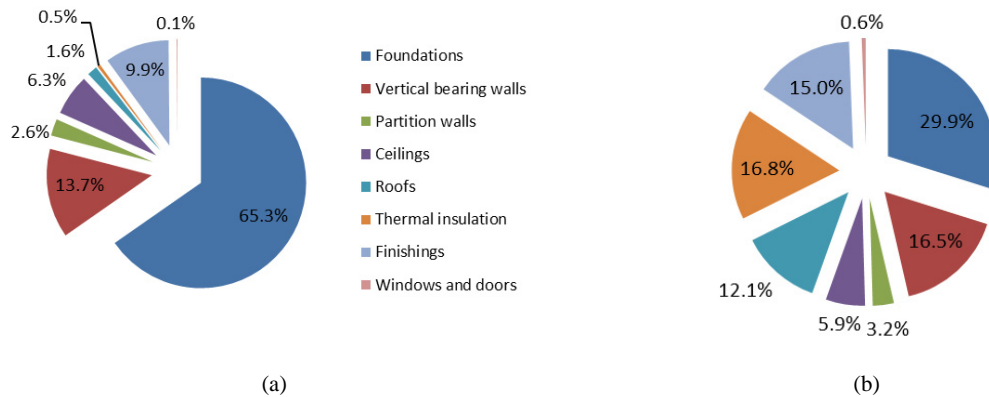 0.5%
0.1%
1.6%
9.9%
6.3%
2.6%
13.7%
65.3%
Foundations
Vertical bearing walls
Partition walls
Ceilings
Roofs
Thermal insulation
Finishings
Windows and doors
0.6%
15.0%
29.9%
16.8%
16.5%
12.1%
5.9%
3.2%
(a)
(b)